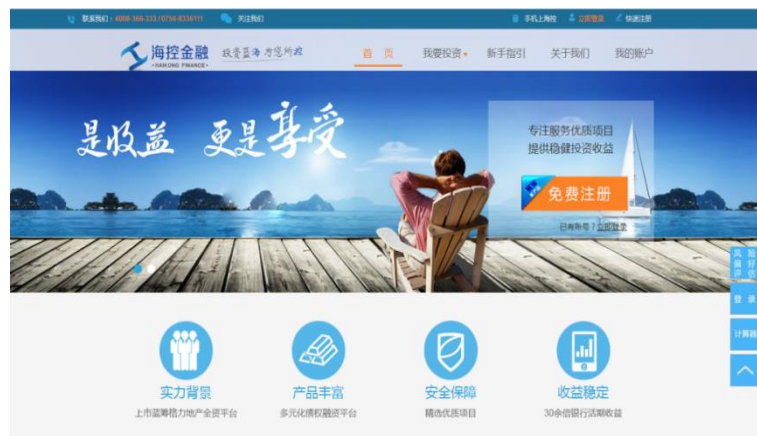 联系我们：4008-366-333 / 0756-8336111
关注我们
手机上海控
立即登录
快速注册
海控金融
HAIKONG FINANCE
投资蓝海 为您所控
首 页
我要投资
新手指引
关于我们
我的账户
是收益 更是享受
专注服务优质项目
提供稳健投资收益
免费注册
已有账号？立即登录
风险
偏好
评估
登 录
计算器
实力背景
产品丰富
安全保障
收益稳定
上市蓝筹格力地产全资平台
多元化债权融资平台
精选优质项目
30余倍银行活期收益